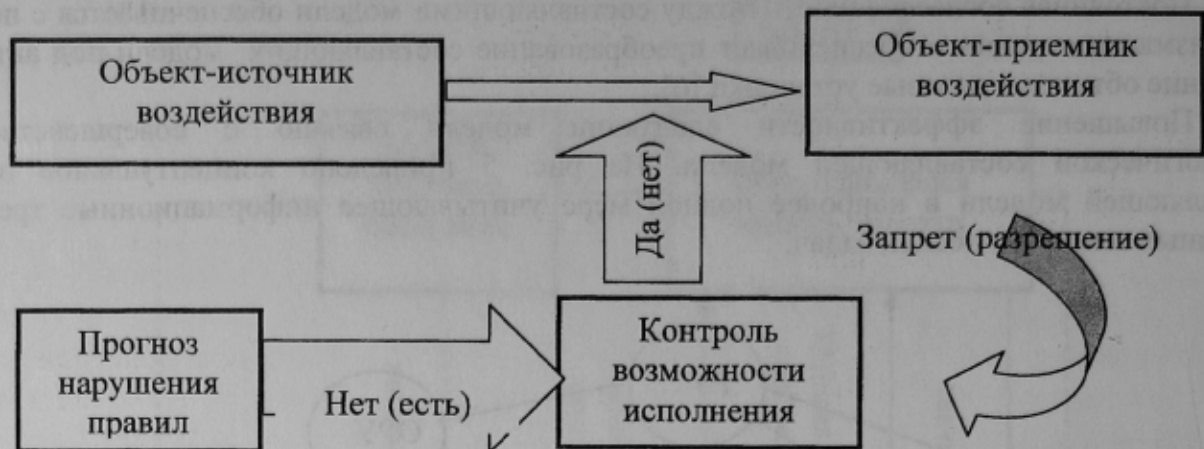 Объект-источник
воздействия
Объект-приемник
воздействия
Да (нет)
Запрет (разрешение)
Прогноз
нарушения
правил
Нет (есть)
Контроль
возможности
исполнения